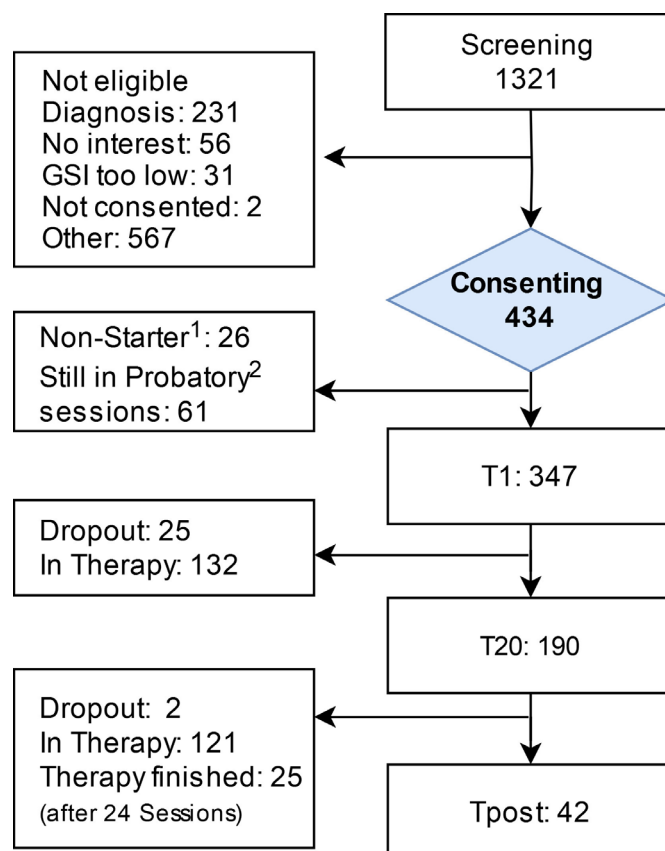 Screening
1321
Not eligible
Diagnosis: 231
No interest: 56
GSI too low: 31
Not consented: 2
Other: 567
Consenting
434
Non-Starter¹: 26
Still in Probatory²
sessions: 61
T1: 347
Dropout: 25
In Therapy: 132
T20: 190
Dropout: 2
In Therapy: 121
Therapy finished: 25
(after 24 Sessions)
Tpost: 42